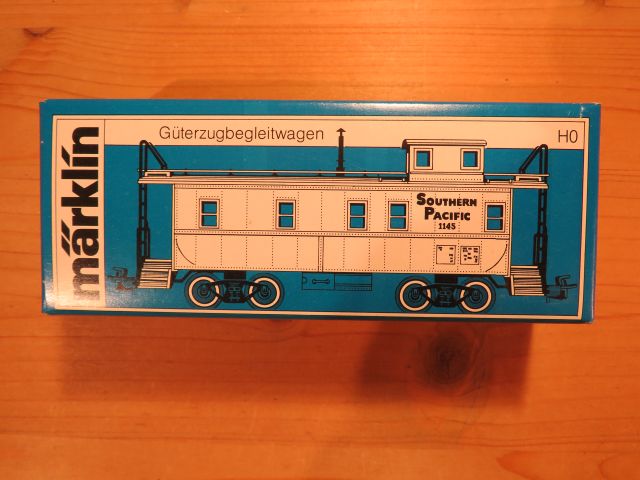 märklin
Güterzugbegleitwagen
H0
SOUTHERN
PACIFIC
1145